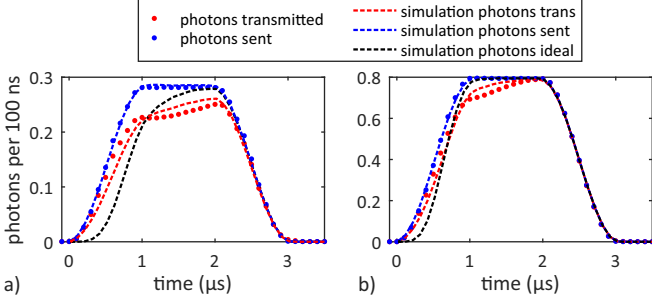 photons transmitted
photons sent
simulation photons trans
simulation photons sent
simulation photons ideal
photons per 100 ns
0.3
0.2
0.1
0
0 1 2 3
time (μs)
a)
0.8
0.6
0.4
0.2
0
0 1 2 3
time (μs)
b)